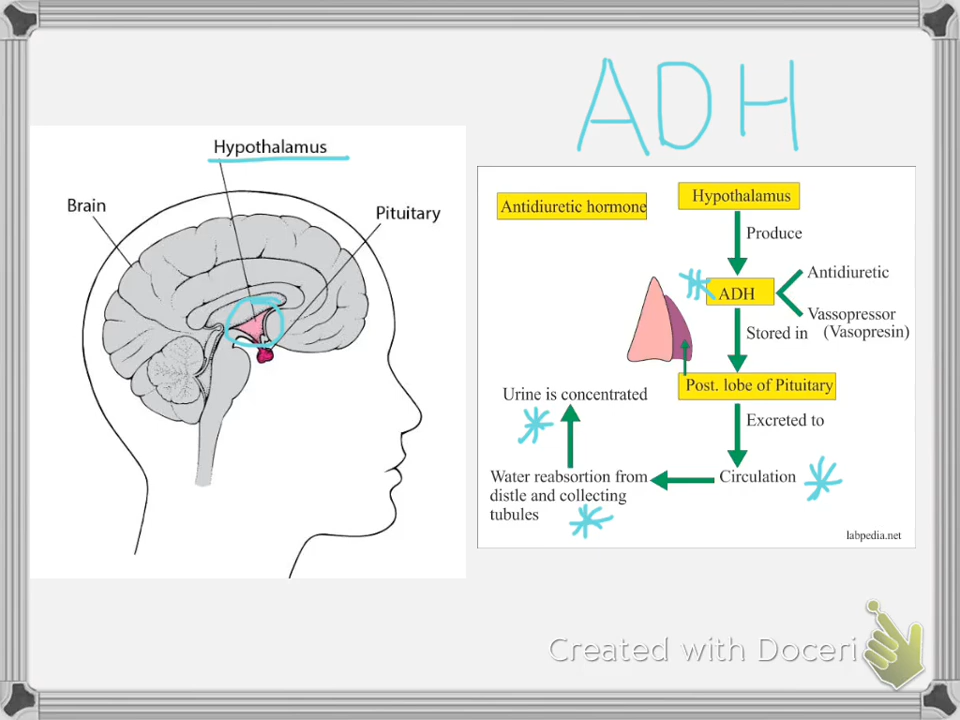 ADH
Hypothalamus
Brain
Pituitary
Antidiuretic hormone
Hypothalamus
Produce
ADH
Antidiuretic
Vassopressor
(Vasopresin)
Stored in
Post. lobe of Pituitary
Excreted to
Circulation
Water reabsortion from
distle and collecting
tubules
Urine is concentrated
labpedia.net
Created with Doceri